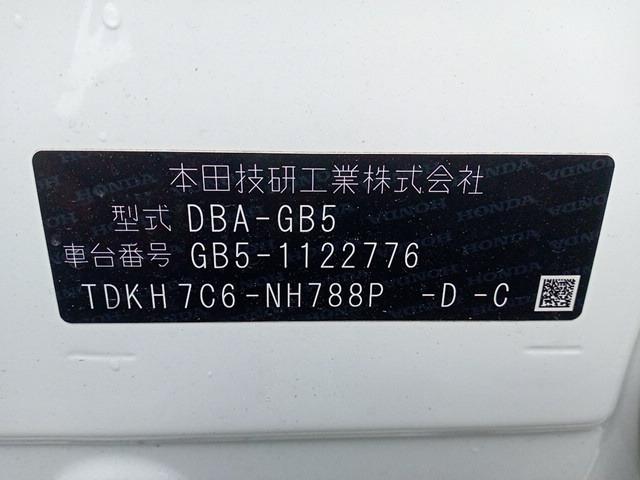 本田技研工業株式会社
型式 DBA-GB5
車台番号 GB5-1122776
TDKH7C6-NH788P -D -C